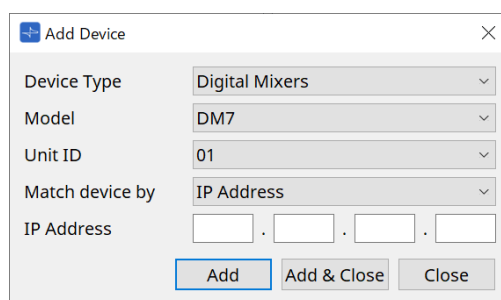 Add Device
Device Type Digital Mixers
Model DM7
Unit ID 01
Match device by IP Address
IP Address . . .
Add Add & Close Close